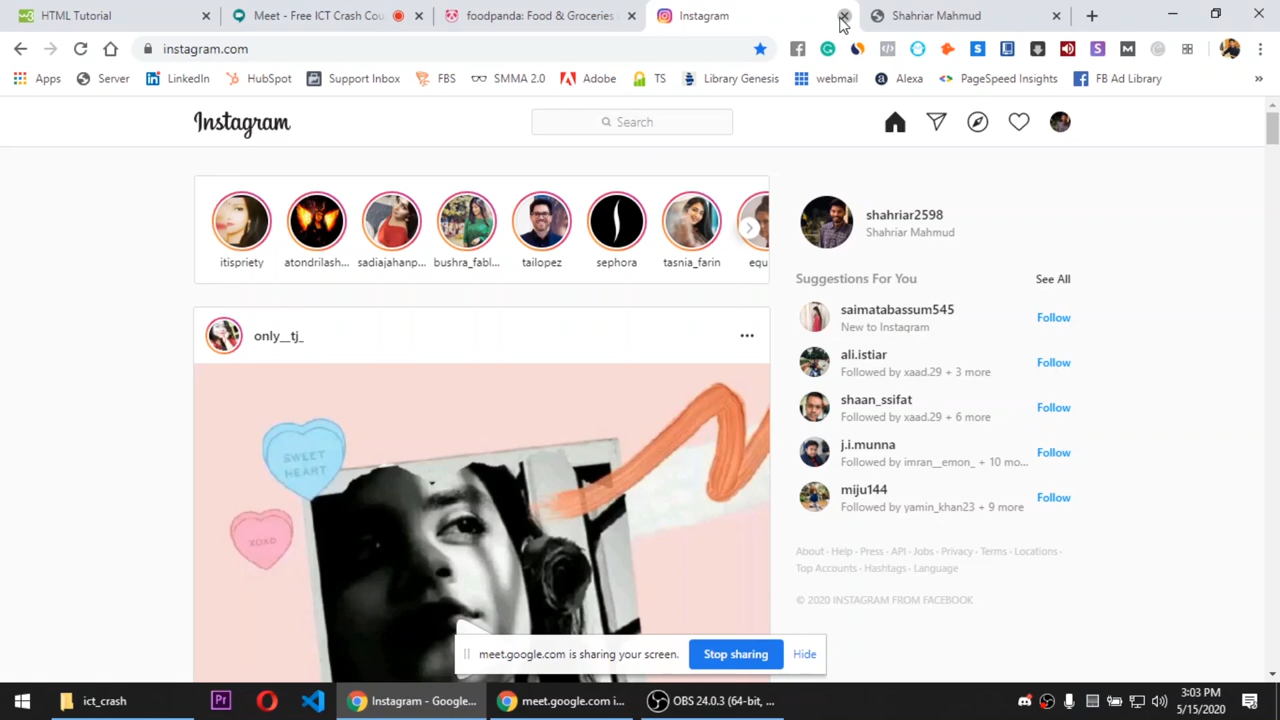 HTML Tutorial
Meet - Free ICT Crash Cou
foodpanda: Food & Groceries
Instagram
Shahriar Mahmud
instagram.com
Apps
Server
LinkedIn
HubSpot
Support Inbox
FBS
SMMA 2.0
Adobe
TS
Library Genesis
webmail
Alexa
PageSpeed Insights
FB Ad Library
»
Instagram
Search
itispriety
atondrilash...
sadiajahanp...
bushra_fabl...
tailopez
sephora
tasnia_farin
equ
shahriar2598
Shahriar Mahmud
Suggestions For You
See All
saimatabassum545
New to Instagram
Follow
ali.istiar
Followed by xaad.29 + 3 more
Follow
shaan_ssifat
Followed by xaad.29 + 6 more
Follow
j.i.munna
Followed by imran__emon_ + 10 mo...
Follow
miju144
Followed by yamin_khan23 + 9 more
Follow
About · Help · Press · API · Jobs · Privacy · Terms · Locations ·
Top Accounts · Hashtags · Language
© 2020 INSTAGRAM FROM FACEBOOK
only__tj_
SWEET
HEART
XOXO
meet.google.com is sharing your screen.
Stop sharing
Hide
ict_crash
Pr
Instagram - Google...
meet.google.com i...
OBS 24.0.3 (64-bit, ...
3:03 PM
5/15/2020